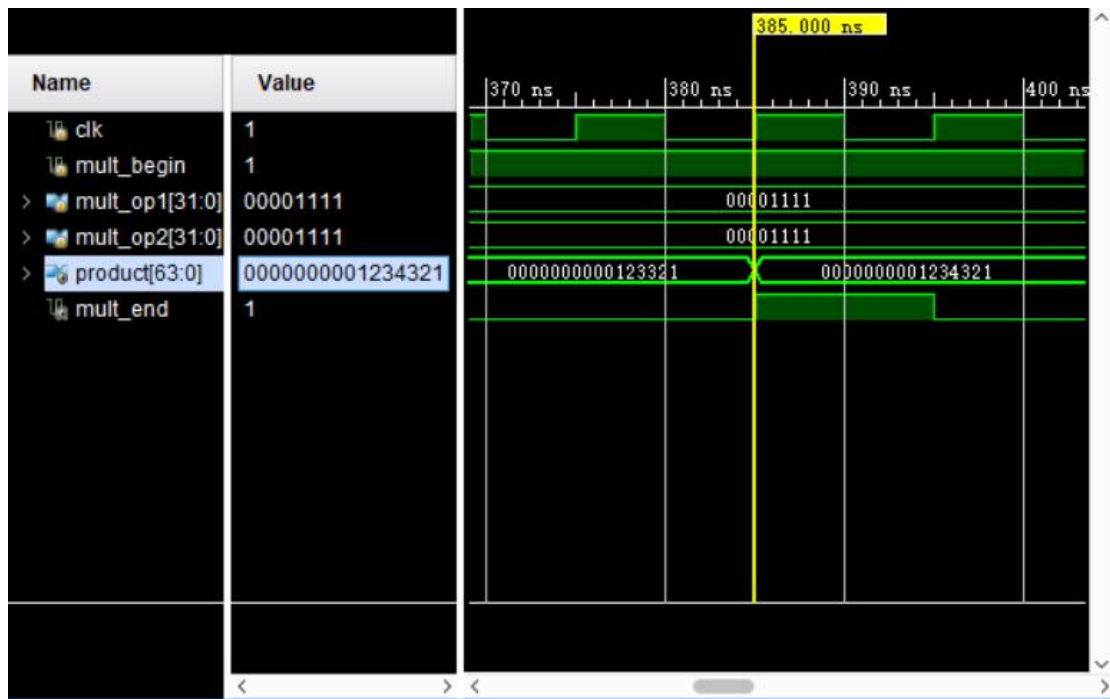 385.000 ns
Name Value
370 ns 380 ns 390 ns 400 ns
clk 1
mult_begin 1
mult_op1[31:0] 00001111 00001111
mult_op2[31:0] 00001111 00001111
product[63:0] 0000000001234321 0000000000123321 0000000001234321
mult_end 1